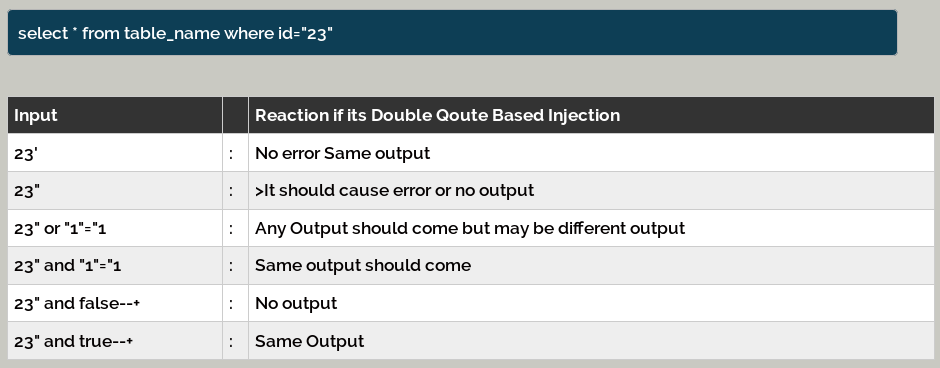 select * from table_name where id="23"
Input Reaction if its Double Qoute Based Injection
23' : No error Same output
23" : >It should cause error or no output
23" or "1"="1 : Any Output should come but may be different output
23" and "1"="1 : Same output should come
23" and false--+ : No output
23" and true--+ : Same Output